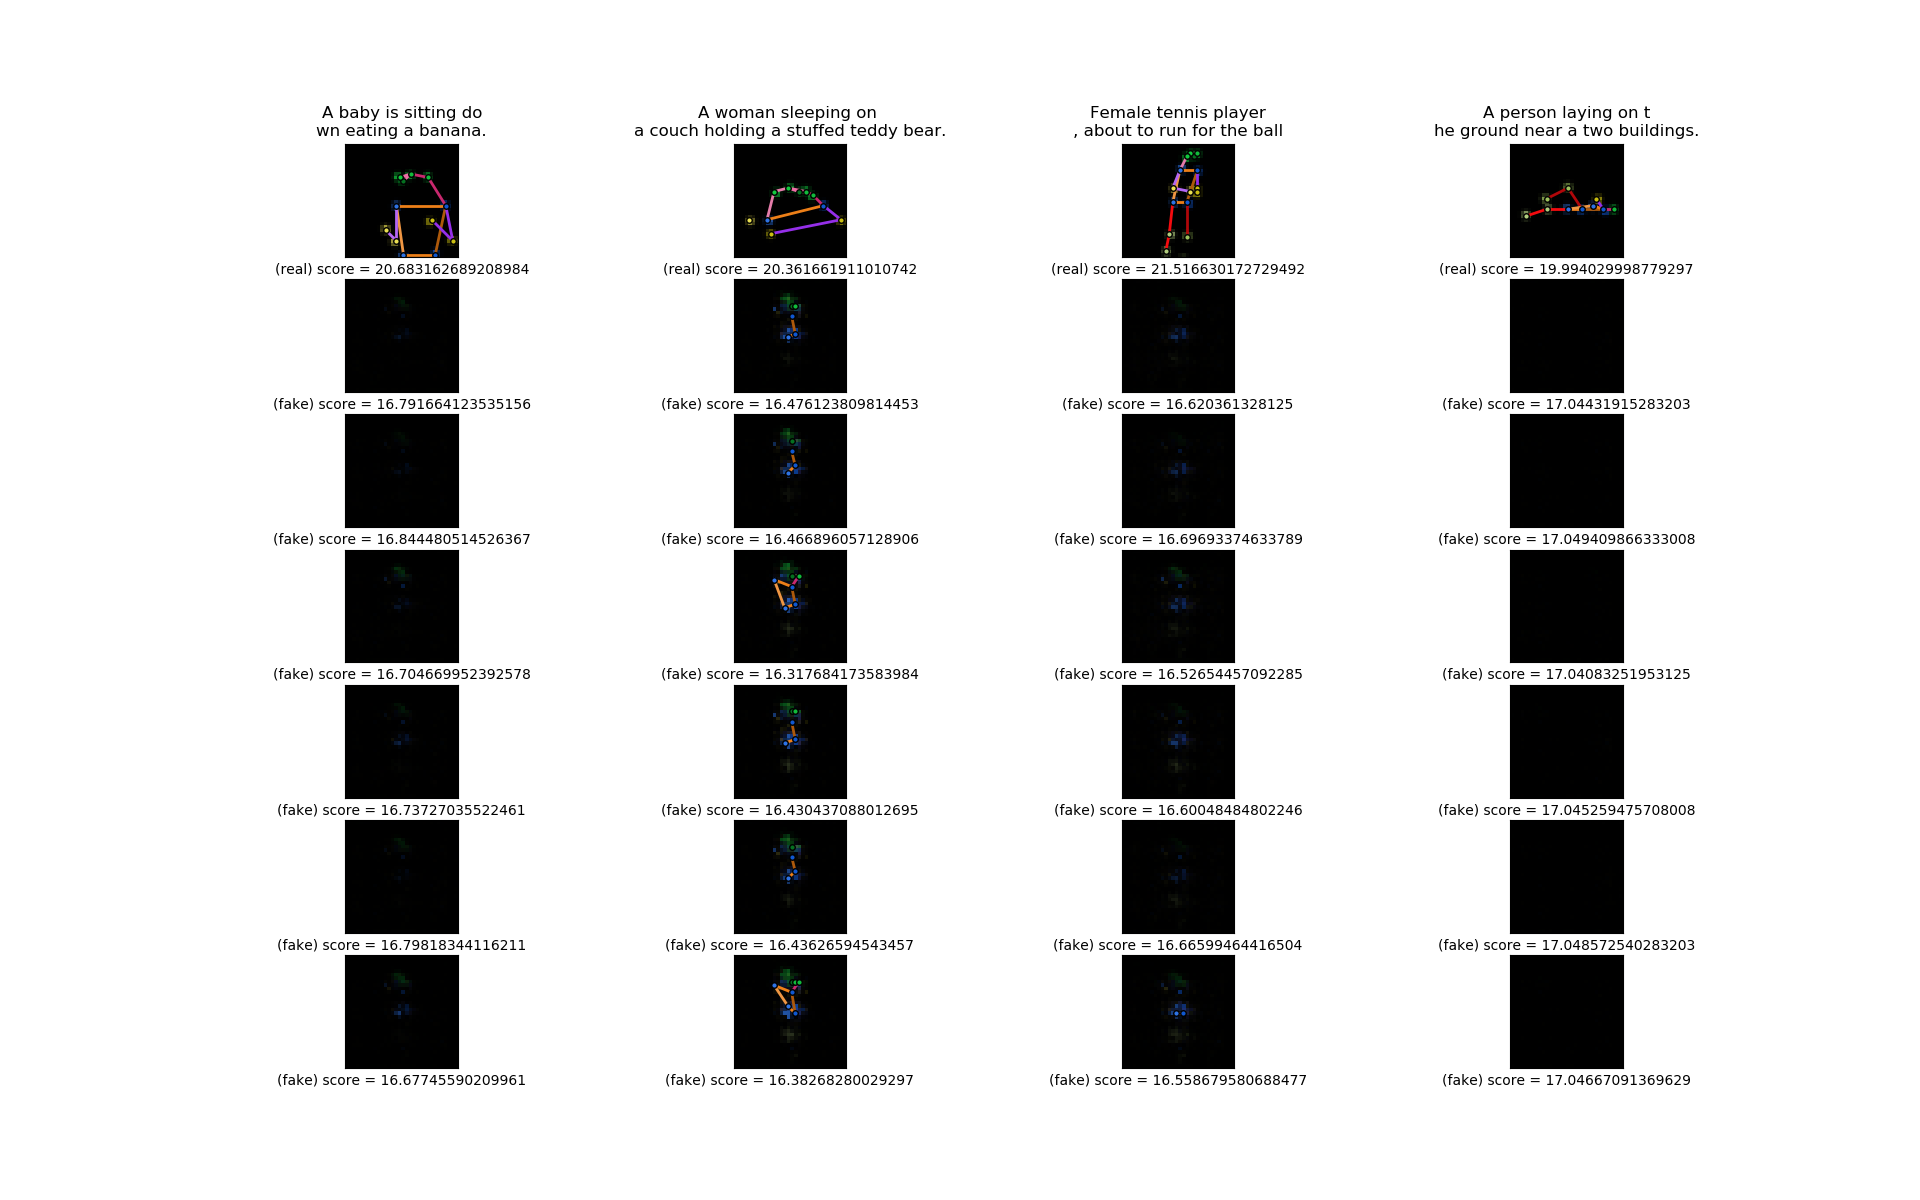 A baby is sitting do
wn eating a banana.
A woman sleeping on
a couch holding a stuffed teddy bear.
Female tennis player
, about to run for the ball
A person laying on t
he ground near a two buildings.
(real) score = 20.683162689208984
(real) score = 20.361661911010742
(real) score = 21.516630172729492
(real) score = 19.994029998779297
(fake) score = 16.791664123535156
(fake) score = 16.476123809814453
(fake) score = 16.620361328125
(fake) score = 17.04431915283203
(fake) score = 16.844480514526367
(fake) score = 16.466896057128906
(fake) score = 16.69693374633789
(fake) score = 17.049409866333008
(fake) score = 16.704669952392578
(fake) score = 16.317684173583984
(fake) score = 16.52654457092285
(fake) score = 17.04083251953125
(fake) score = 16.73727035522461
(fake) score = 16.430437088012695
(fake) score = 16.60048484802246
(fake) score = 17.045259475708008
(fake) score = 16.79818344116211
(fake) score = 16.43626594543457
(fake) score = 16.66599464416504
(fake) score = 17.048572540283203
(fake) score = 16.67745590209961
(fake) score = 16.38268280029297
(fake) score = 16.558679580688477
(fake) score = 17.04667091369629